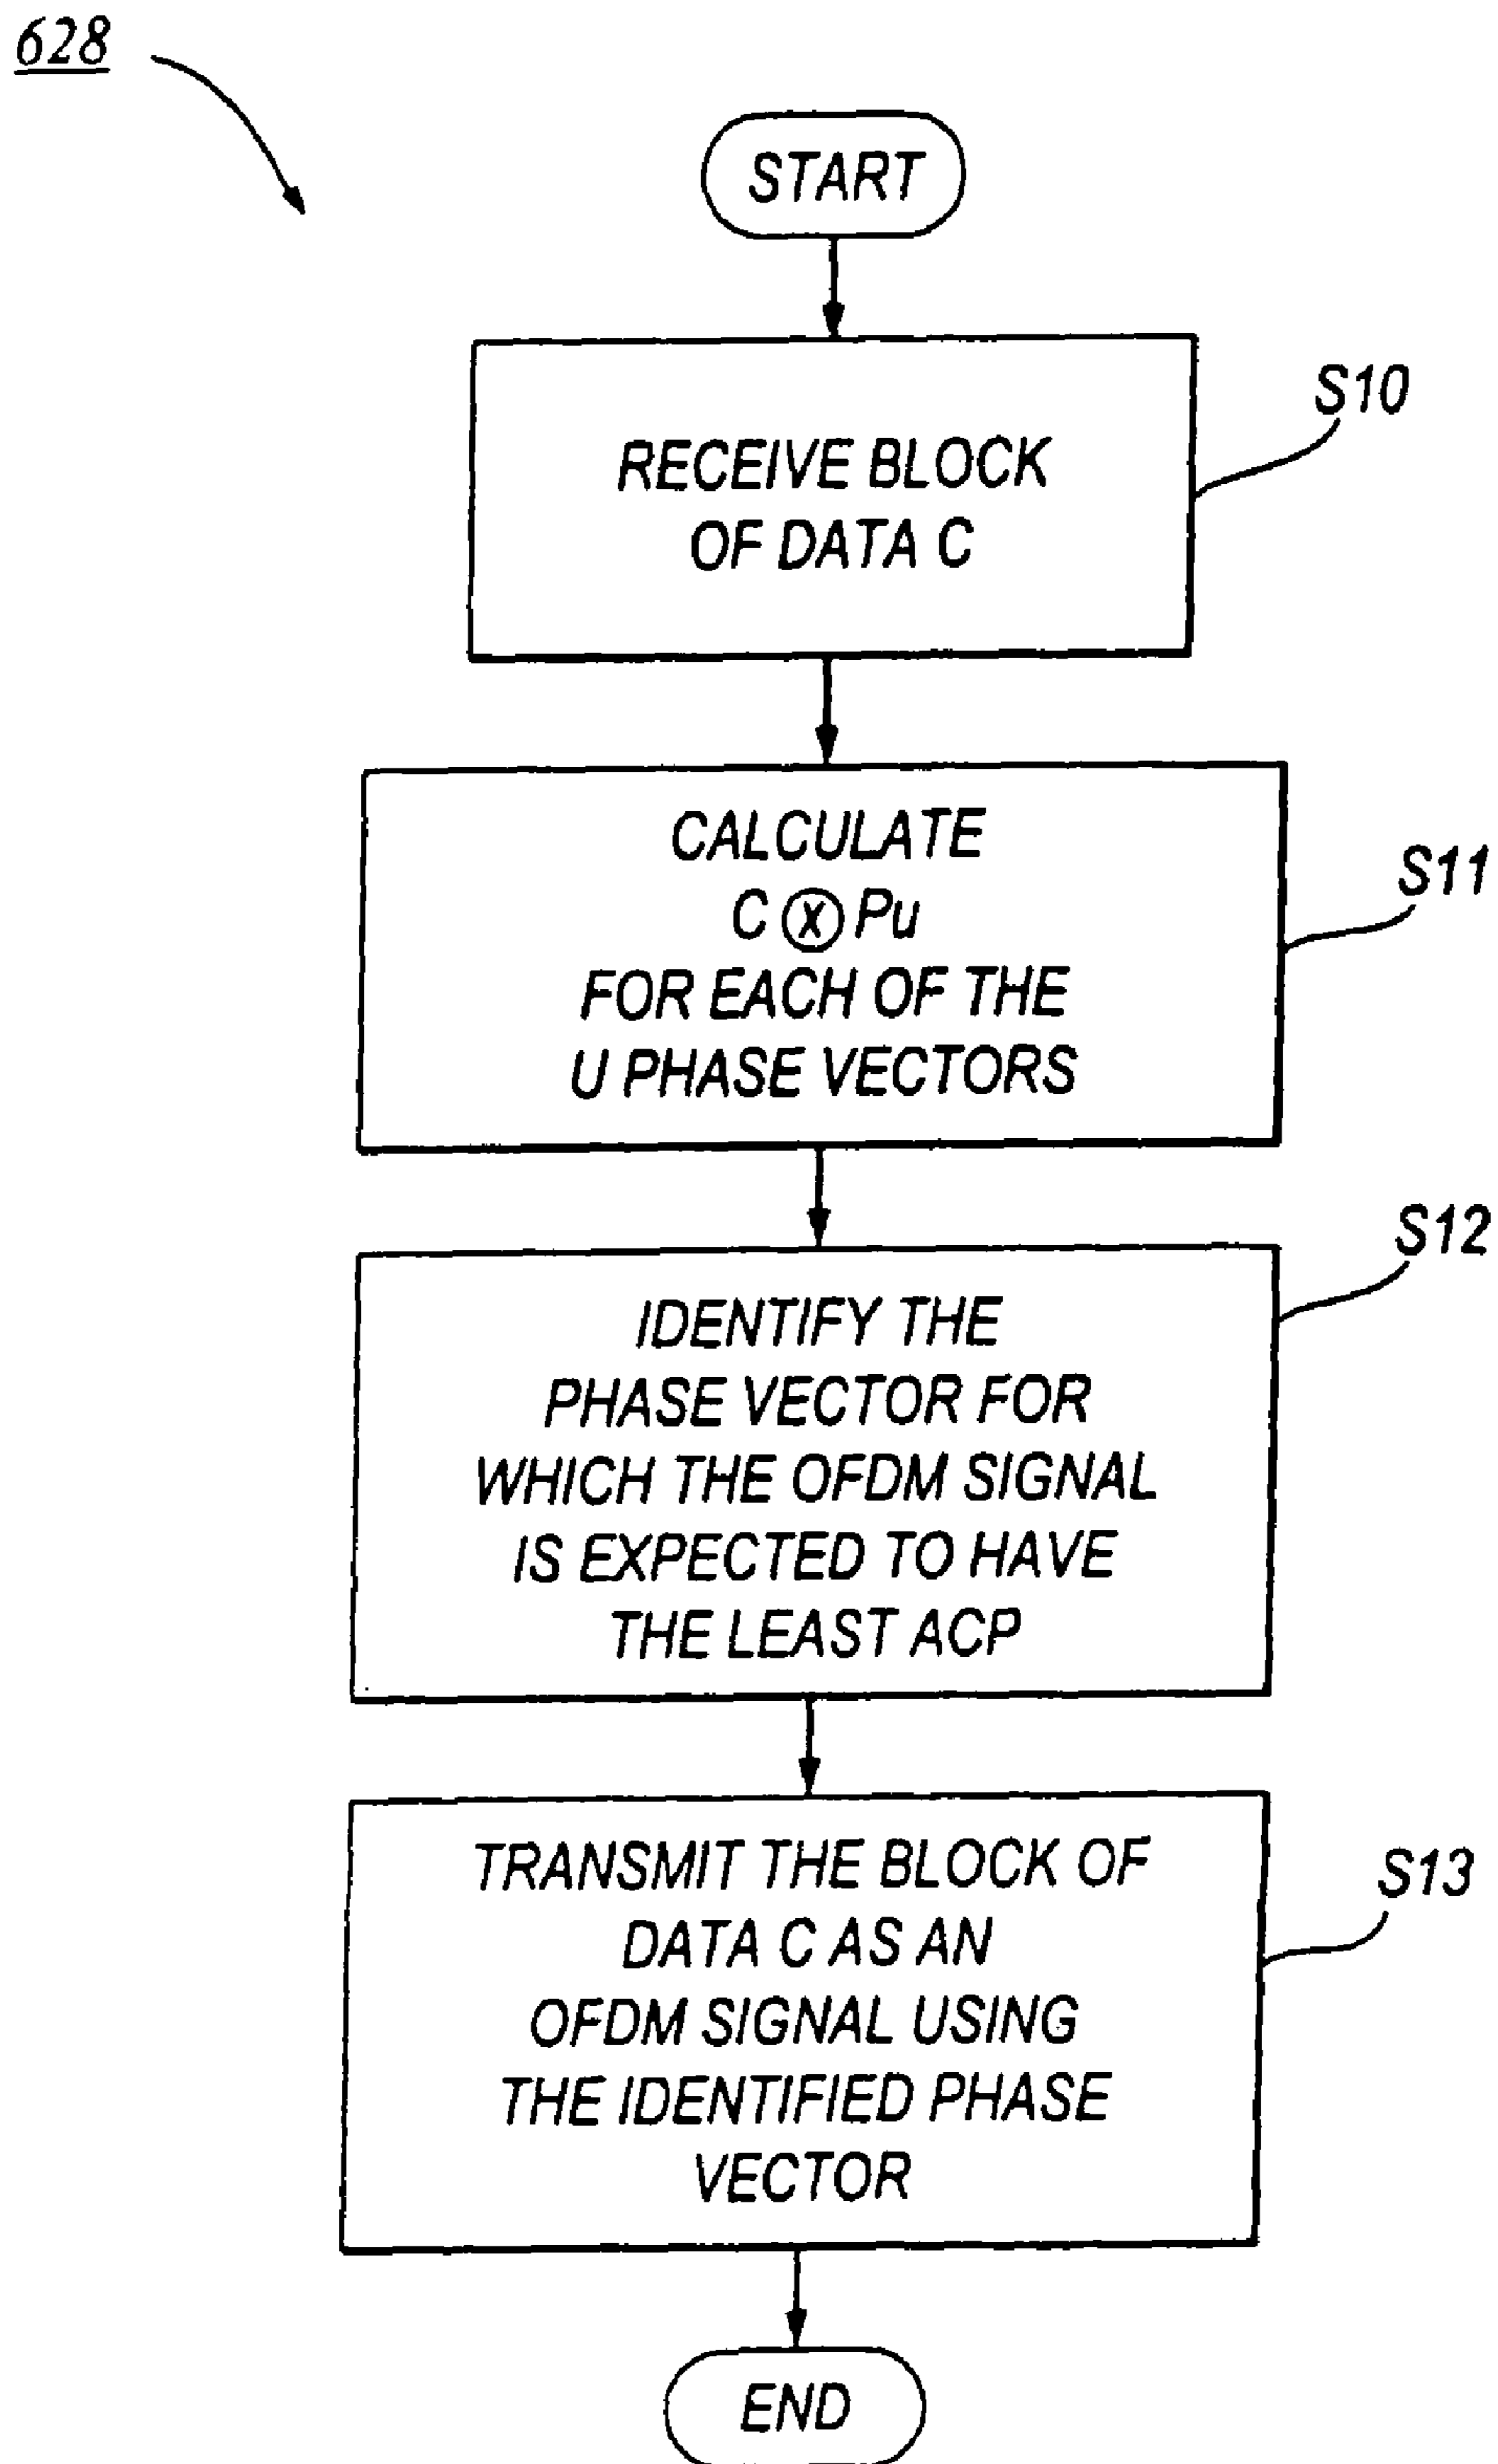 628
START
RECEIVE BLOCK
OF DATA C
S10
CALCULATE
C ⊗ Pu
FOR EACH OF THE
U PHASE VECTORS
S11
IDENTIFY THE
PHASE VECTOR FOR
WHICH THE OFDM SIGNAL
IS EXPECTED TO HAVE
THE LEAST ACP
S12
TRANSMIT THE BLOCK OF
DATA C AS AN
OFDM SIGNAL USING
THE IDENTIFIED PHASE
VECTOR
S13
END